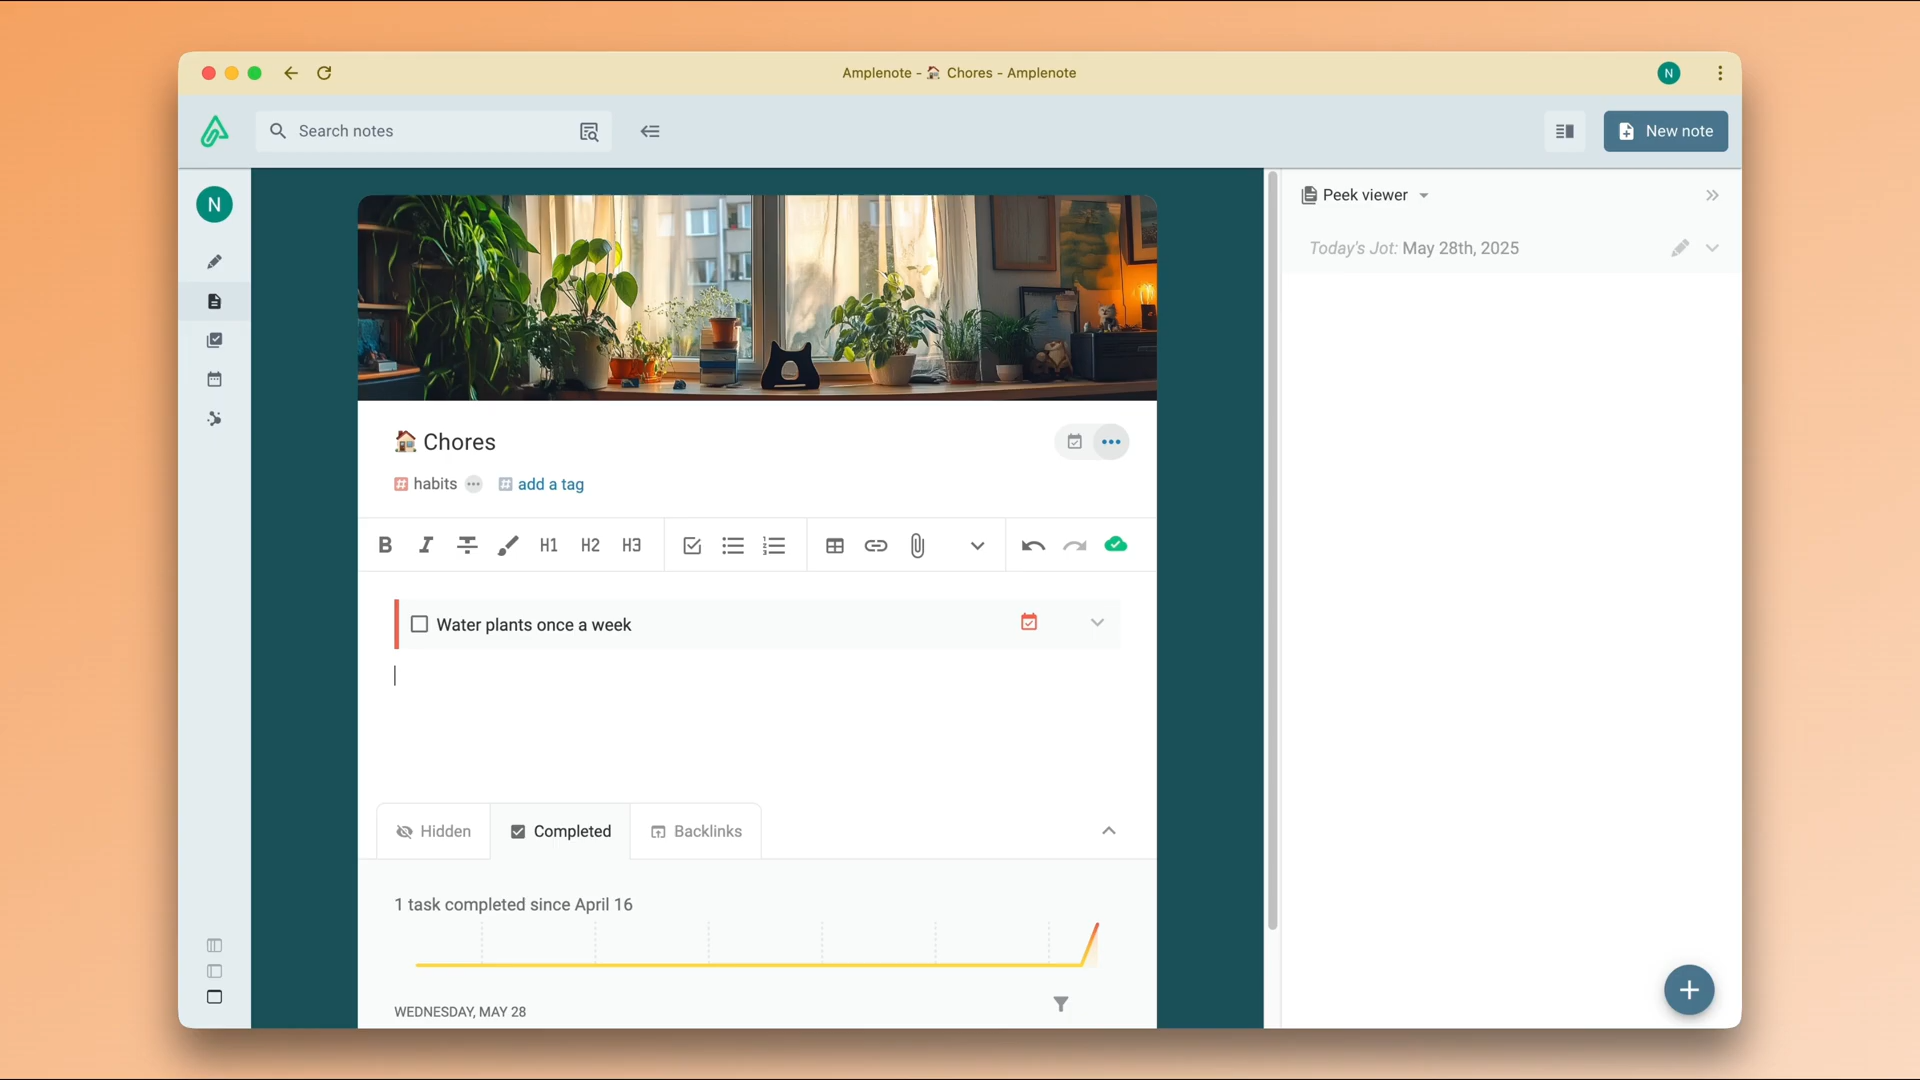 Amplenote - 🏠 Chores - Amplenote
N
Search notes
New note
N
Peek viewer
Today's Jot: May 28th, 2025
🏠 Chores
habits
add a tag
B I H1 H2 H3
Water plants once a week
Hidden
Completed
Backlinks
1 task completed since April 16
WEDNESDAY, MAY 28